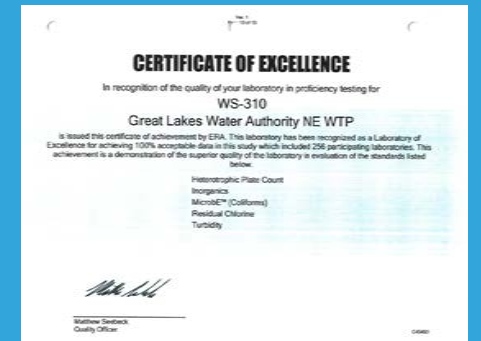 CERTIFICATE OF EXCELLENCE
In recognition of the quality of your laboratory in proficiency testing for
WS-310
Great Lakes Water Authority NE WTP
is issued this certificate of achievement by ERA. This laboratory has been recognized as a Laboratory of
Excellence for achieving 100% acceptable data in this study which included 256 participating laboratories. This
achievement is a demonstration of the superior quality of the laboratory in evaluation of the standards listed
below.
Heterotrophic Plate Count
Inorganics
MicrobE™ (Coliforms)
Residual Chlorine
Turbidity
Matthew Seebeck
Quality Officer